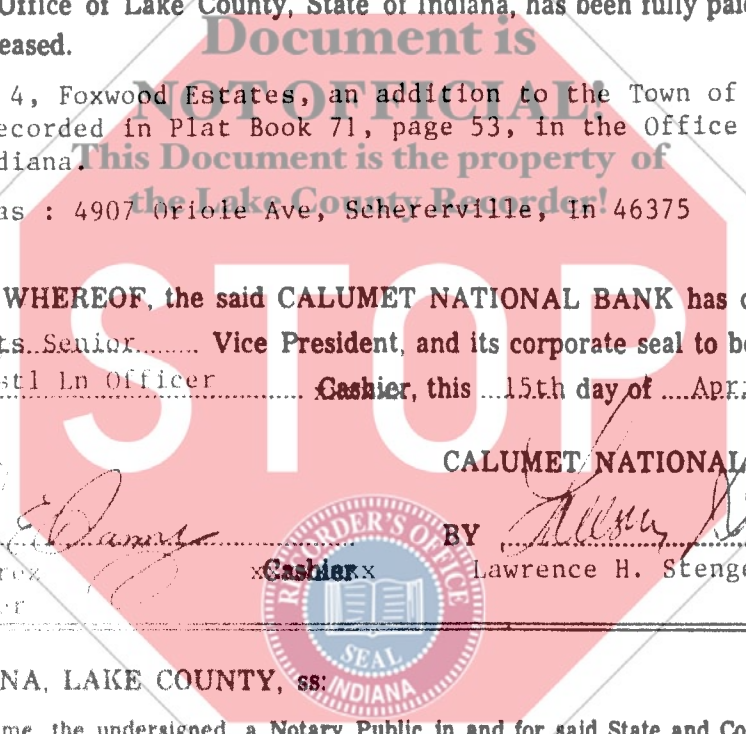 Office of Lake County, State of Indiana, has been fully paid
Document is
eased.
NOT OFFICIAL!
4, Foxwood Estates, an addition to the Town of
ecorded in Plat Book 71, page 53, in the Office
diana.
This Document is the property of
the Lake County Recorder!
as : 4907 Oriole Ave, Schererville, In 46375
STOP
WHEREOF, the said CALUMET NATIONAL BANK has
ts Senior Vice President, and its corporate seal to be
stl Ln Officer Cashier, this 15th day of Apr
CALUMET NATIONAL
BY
rez xCashierxx Lawrence H. Stenge
er
RECORDER'S OFFICE
SEAL
INDIANA
NA, LAKE COUNTY, ss:
me, the undersigned, a Notary Public in and for said State and Co